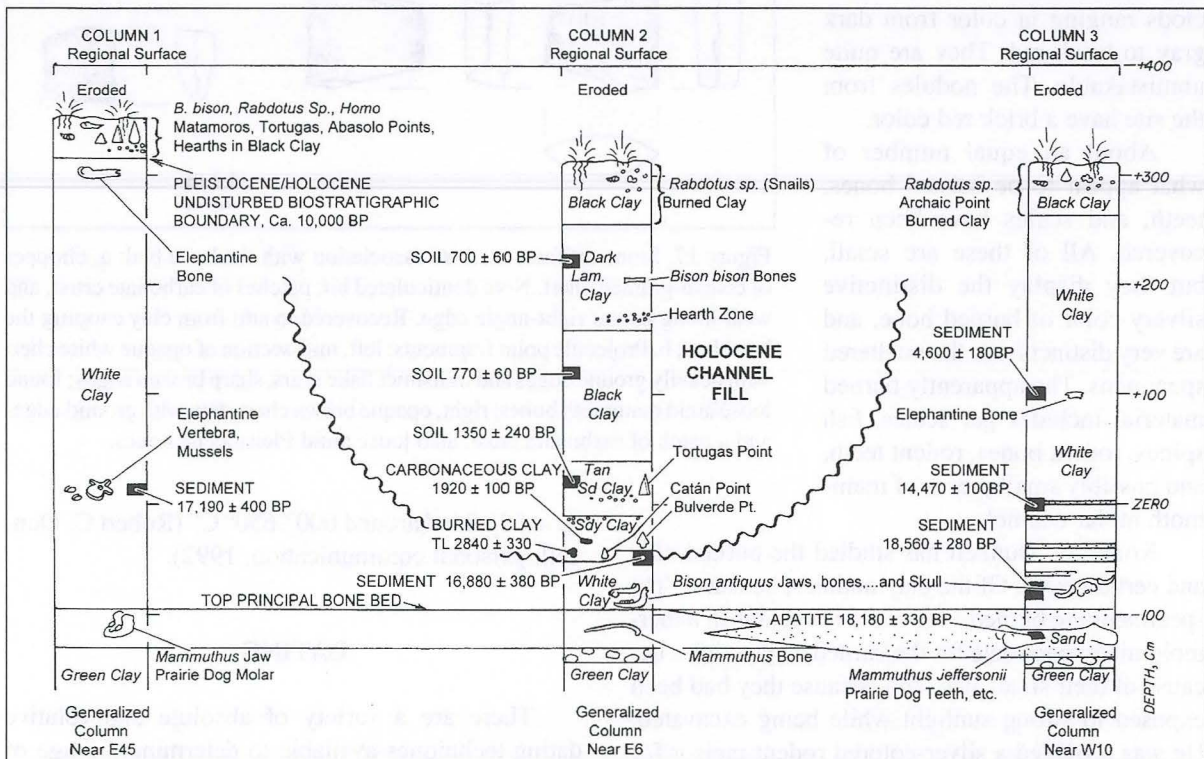 COLUMN 1
Regional Surface
COLUMN 2
Regional Surface
COLUMN 3
Regional Surface
+400
Eroded
Eroded
Eroded
B. bison, Rabdotus Sp., Homo
Matamoros, Tortugas, Abasolo Points,
Hearths in Black Clay
PLEISTOCENE/HOLOCENE
UNDISTURBED BIOSTRATIGRAPHIC
BOUNDARY, Ca. 10,000 BP
Elephantine
Bone
White
Clay
Elephantine
Vertebra,
Mussels
SEDIMENT
17,190 ± 400 BP
TOP PRINCIPAL BONE BED
Mammuthus Jaw
Prairie Dog Molar
Green Clay
Generalized
Column
Near E45
Black Clay
Rabdotus sp. (Snails)
Burned Clay
SOIL 700 ± 60 BP
Dark
Lam.
Clay
Bison bison Bones
Hearth Zone
HOLOCENE
CHANNEL
FILL
SOIL 770 ± 60 BP
Black
Clay
SOIL 1350 ± 240 BP
Tortugas Point
CARBONACEOUS CLAY
1920 ± 100 BP
Tan
Sd Clay
Catán Point
Bulverde Pt.
BURNED CLAY
TL 2840 ± 330
Sdy Clay
SEDIMENT 16,880 ± 380 BP
White
Clay
Bison antiquus Jaws, bones,...and Skull
APATITE 18,180 ± 330 BP
Mammuthus Bone
Green Clay
Generalized
Column
Near E6
Rabdotus sp.
Archaic Point
Burned Clay
Black Clay
+300
White
Clay
+200
SEDIMENT
4,600 ± 180BP
+100
Elephantine Bone
White
Clay
SEDIMENT
14,470 ± 100BP
ZERO
SEDIMENT
18,560 ± 280 BP
-100
Sand
Mammuthus Jeffersonii
Prairie Dog Teeth, etc.
Green Clay
DEPTH, Cn
Generalized
Column
Near W10